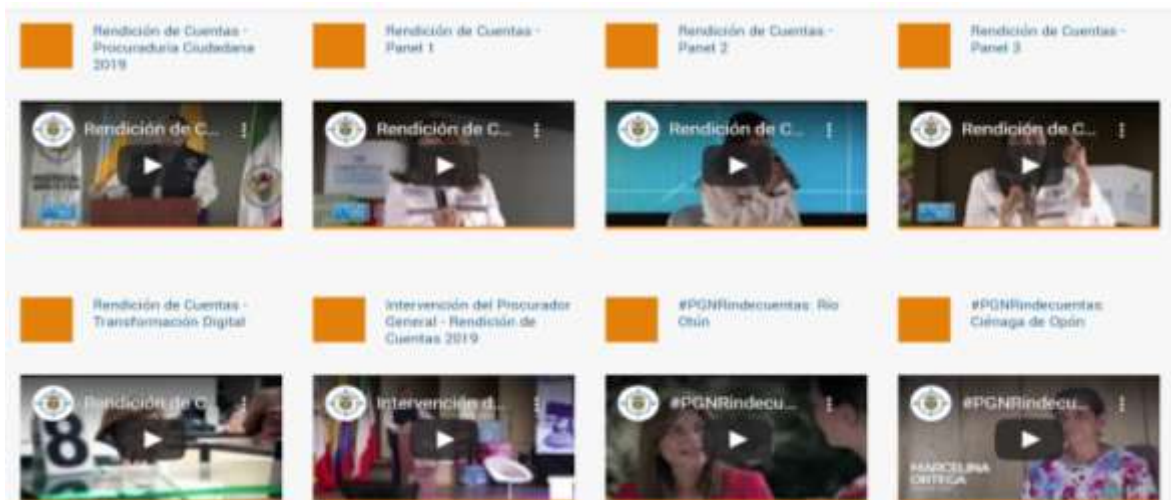 Rendición de Cuentas -
Procuraduría Ciudadana
2019
Rendición de Cuentas -
Panel 1
Rendición de Cuentas -
Panel 2
Rendición de Cuentas -
Panel 3
Rendición de C...
Rendición de C...
Rendición de C...
Rendición de C...
Rendición de Cuentas -
Transformación Digital
Intervención del Procurador
General - Rendición de
Cuentas 2019
#PGNRindecuentas: Río
Otún
#PGNRindecuentas:
Ciénaga de Opón
Rendición de C...
Intervención d...
#PGNRindecu...
#PGNRindecu...
8
MARCELINA
ORTEGA